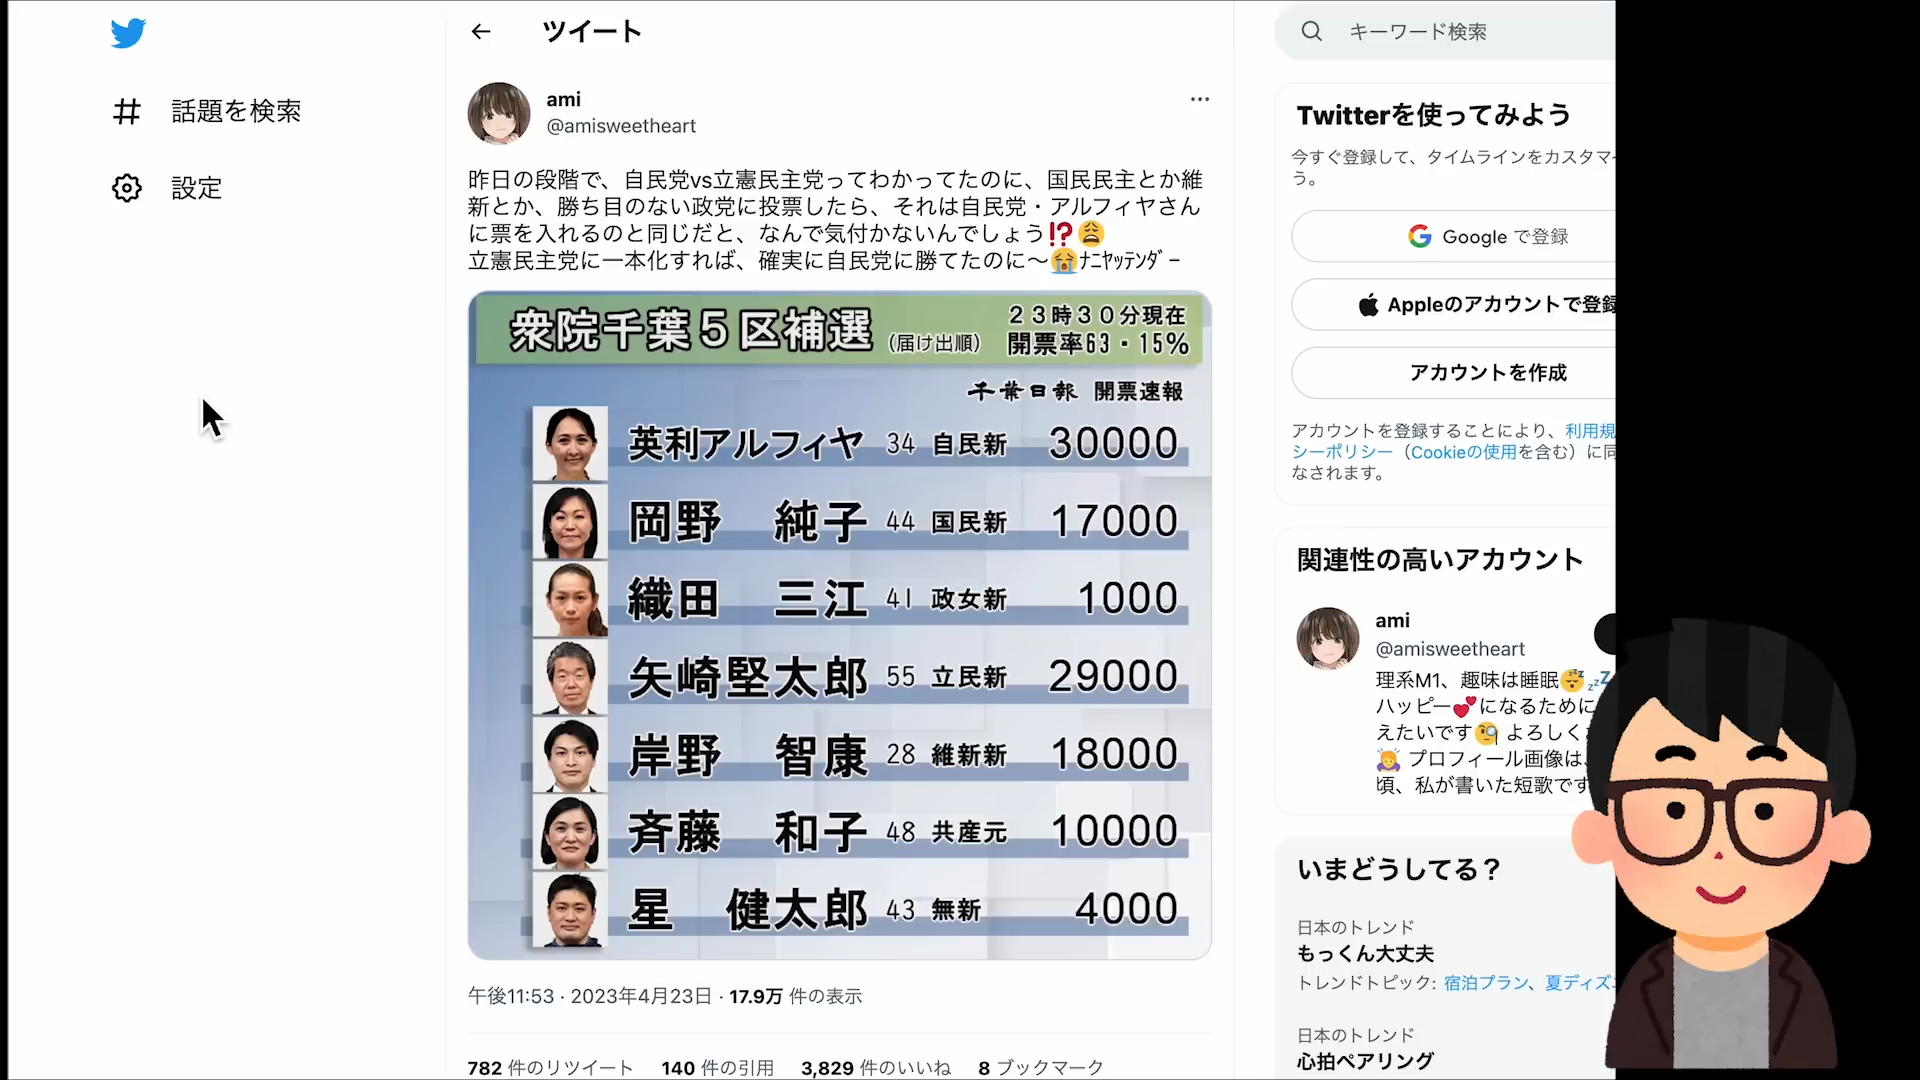 話題を検索
設定
ツイート
ami
@amisweetheart
昨日の段階で、自民党vs立憲民主党ってわかってたのに、国民民主とか維
新とか、勝ち目のない政党に投票したら、それは自民党・アルフィヤさん
に票を入れるのと同じだと、なんで気付かないんでしょう⁉️😩
立憲民主党に一本化すれば、確実に自民党に勝てたのに〜😭ﾅﾆﾔｯﾃﾝﾀﾞｰ
衆院千葉5区補選 (届け出順) 23時30分現在
開票率63・15%
千葉日報 開票速報
英利アルフィヤ 34 自民新 30000
岡野 純子 44 国民新 17000
織田 三江 41 政女新 1000
矢崎堅太郎 55 立民新 29000
岸野 智康 28 維新新 18000
斉藤 和子 48 共産元 10000
星 健太郎 43 無新 4000
午後11:53 · 2023年4月23日 · 17.9万 件の表示
782 件のリツイート 140 件の引用 3,829 件のいいね 8 ブックマーク
キーワード検索
Twitterを使ってみよう
今すぐ登録して、タイムラインをカスタマ
う。
Google で登録
Appleのアカウントで登録
アカウントを作成
アカウントを登録することにより、利用規
シーポリシー（Cookieの使用を含む）に同
なされます。
関連性の高いアカウント
ami
@amisweetheart
理系M1、趣味は睡眠😴💤
ハッピー💕になるために
えたいです🧐 よろしく
🙇‍♀️ プロフィール画像は、
頃、私が書いた短歌です
いまどうしてる？
日本のトレンド
もっくん大丈夫
トレンドトピック: 宿泊プラン、夏ディズ
日本のトレンド
心拍ペアリング